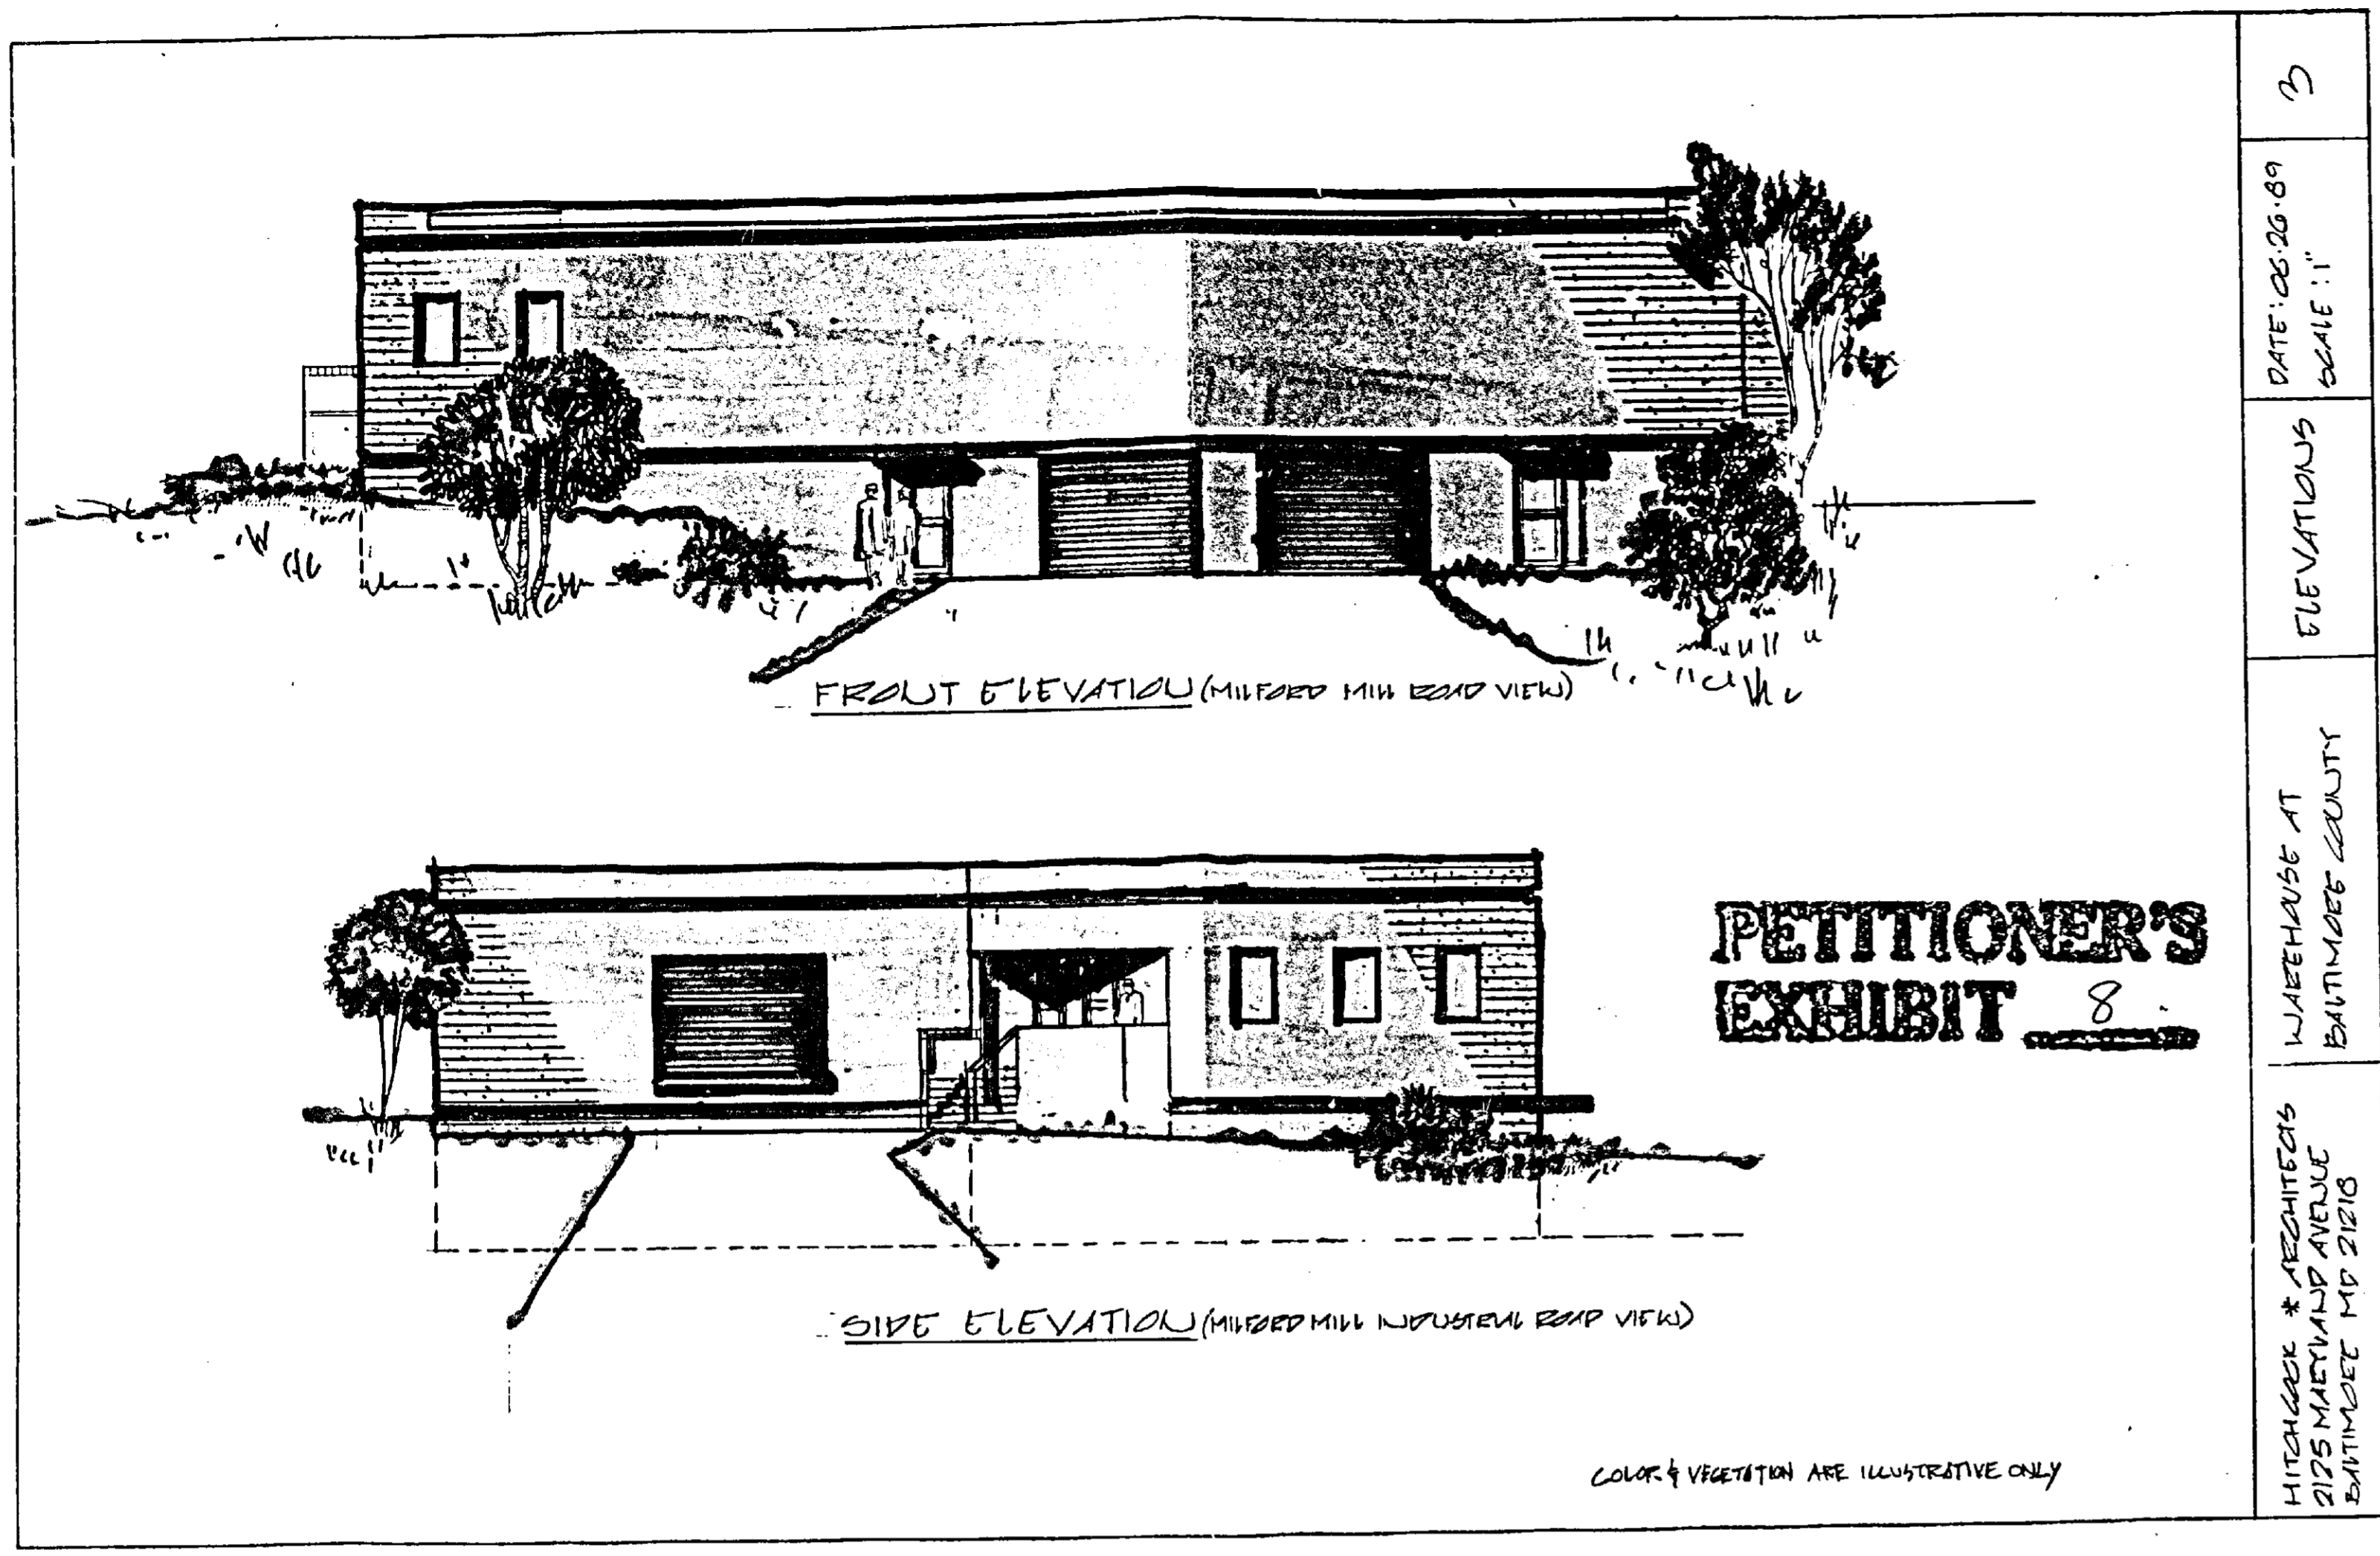 FRONT ELEVATION (MILFORD MILL ROAD VIEW)
PETITIONER'S
EXHIBIT 8
SIDE ELEVATION (MILFORD MILL INDUSTRIAL ROAD VIEW)
COLOR & VEGETATION ARE ILLUSTRATIVE ONLY
3
DATE: 06.26.89
SCALE: 1"
ELEVATIONS
WAREHOUSE AT
BALTIMORE COUNTY
HITCHCOCK * ARCHITECTS
2125 MARYLAND AVENUE
BALTIMORE MD 21218